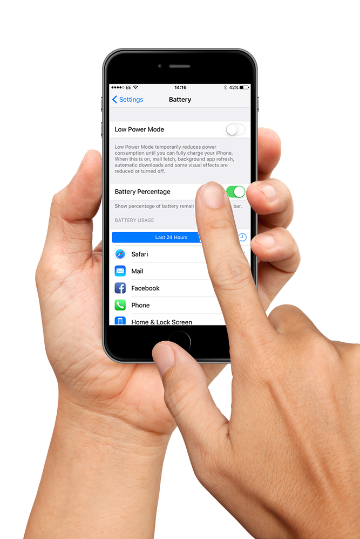 EE 14:16 42%
Settings Battery
Low Power Mode
Low Power Mode temporarily reduces power
consumption until you can fully charge your iPhone.
When this is on, mail fetch, background app refresh,
automatic downloads and some visual effects are
reduced or turned off.
Battery Percentage
Show percentage of battery remai bar.
BATTERY USAGE
Last 24 Hours
Safari
Mail
Facebook
Phone
Home & Lock Screen